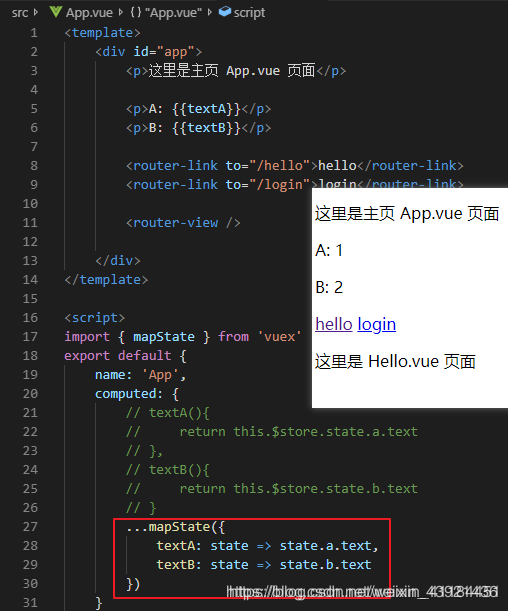 src > App.vue > {} "App.vue" > script
1 <template>
2 <div id="app">
3 <p>这里是主页 App.vue 页面</p>
4
5 <p>A: {{textA}}</p>
6 <p>B: {{textB}}</p>
7
8 <router-link to="/hello">hello</router-link>
9 <router-link to="/login">login</router-link>
10
11 <router-view />
12
13 </div>
14 </template>
15
16 <script>
17 import { mapState } from 'vuex'
18 export default {
19 name: 'App',
20 computed: {
21 // textA(){
22 //     return this.$store.state.a.text
23 // },
24 // textB(){
25 //     return this.$store.state.b.text
26 // }
27 ...mapState({
28 textA: state => state.a.text,
29 textB: state => state.b.text
30 })
31 }
这里是主页 App.vue 页面
A: 1
B: 2
hello login
这里是 Hello.vue 页面